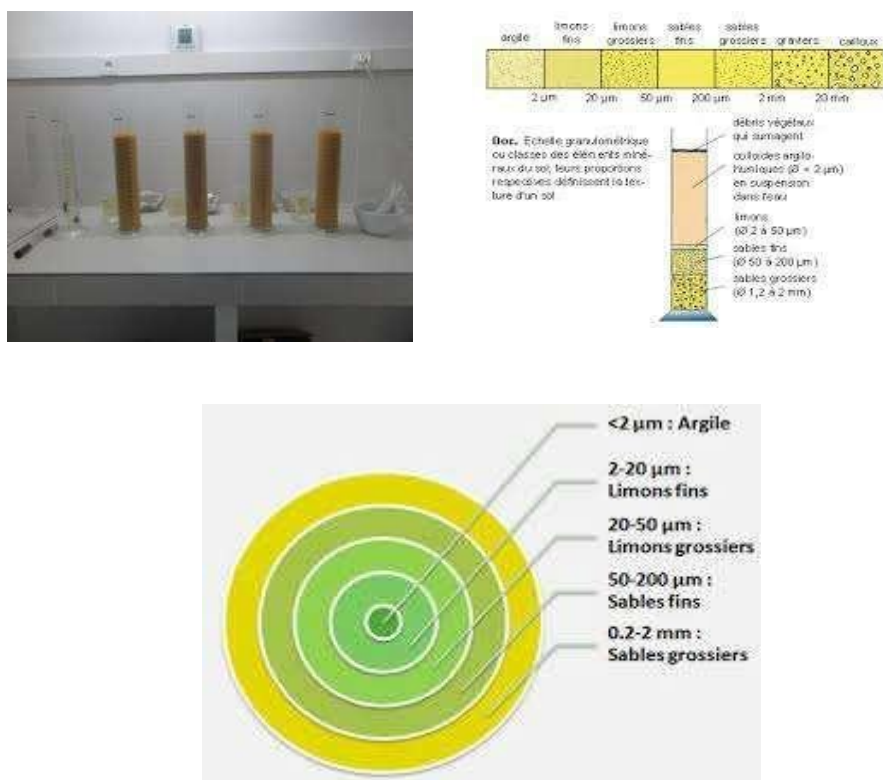 argile
limons
fins
limons
grossiers
sables
fins
sables
grossiers
graviers
cailloux
2 µm
20 µm
50 µm
200 µm
2 mm
20 mm
Doc. Echelle granulométrique
ou classes des éléments miné-
raux du sol; leurs proportions
respectives définissent la tex-
ture d'un sol
débris végétaux
qui surnagent
colloïdes argilo-
humiques (Ø < 2 µm)
en suspension
dans l'eau
limons
(Ø 2 à 50 µm)
sables fins
(Ø 50 à 200 µm)
sables grossiers
(Ø 1,2 à 2 mm)
<2 µm : Argile
2-20 µm :
Limons fins
20-50 µm :
Limons grossiers
50-200 µm :
Sables fins
0.2-2 mm :
Sables grossiers